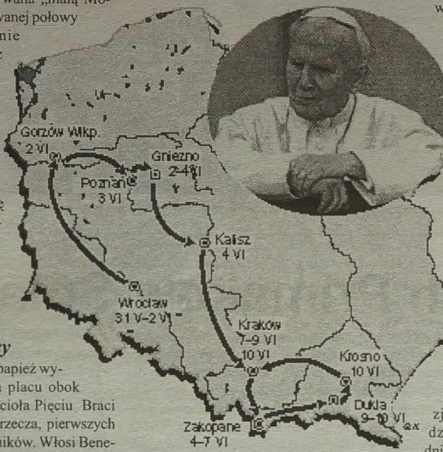 wana „małą Mo-
wanej połowy
nie
Gorzów Wlkp.
2 VI
Gniezno
2-4 VI
Poznań
3 VI
Kalisz
4 VI
Wrocław
31 V–2 VI
Kraków
7–9 VI
10 VI
Krosno
10 VI
Dukla
9–10 VI
Zakopane
4–7 VI
papież wy-
placu obok
cioła Pięciu Braci
rzecza, pierwszych
ników. Włosi Bene-